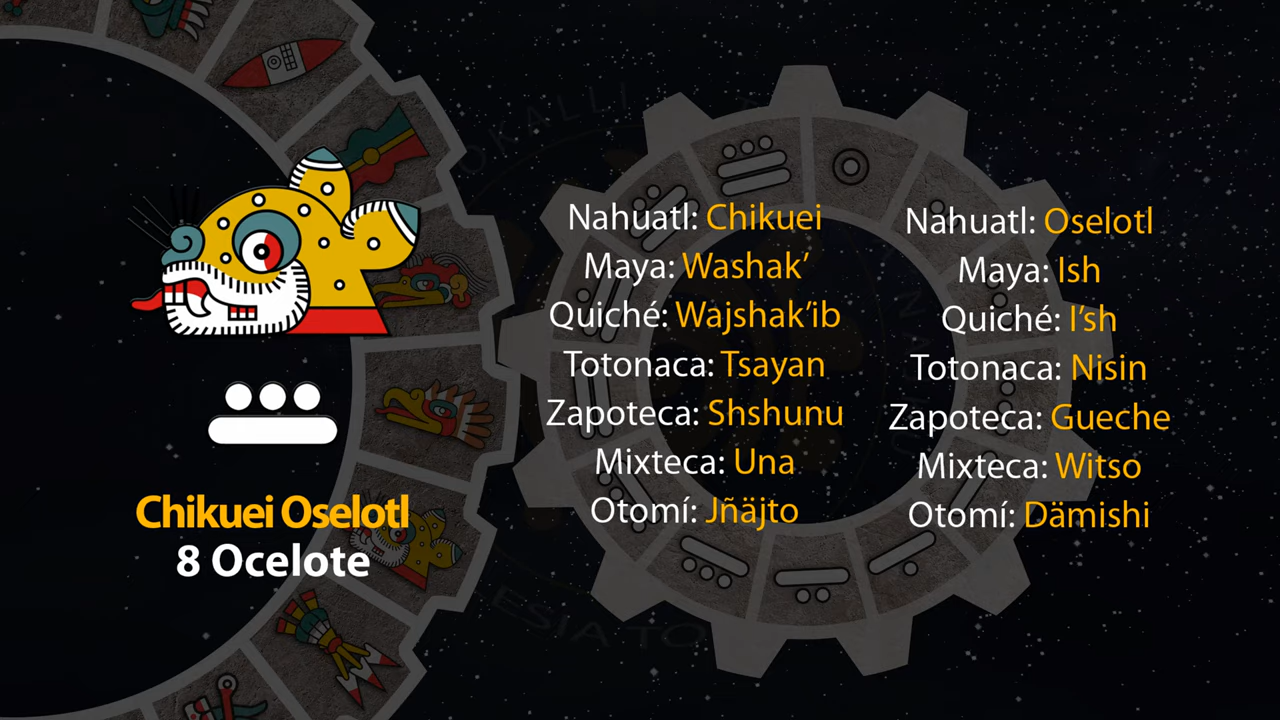 Nahuatl: Chikuei
Maya: Washak’
Quiché: Wajshak’ib
Totonaca: Tsayan
Zapoteca: Shshunu
Mixteca: Una
Otomí: Jñäjto
Nahuatl: Oselotl
Maya: Ish
Quiché: I’sh
Totonaca: Nisin
Zapoteca: Gueche
Mixteca: Witso
Otomí: Dämishi
Chikuei Oselotl
8 Ocelote